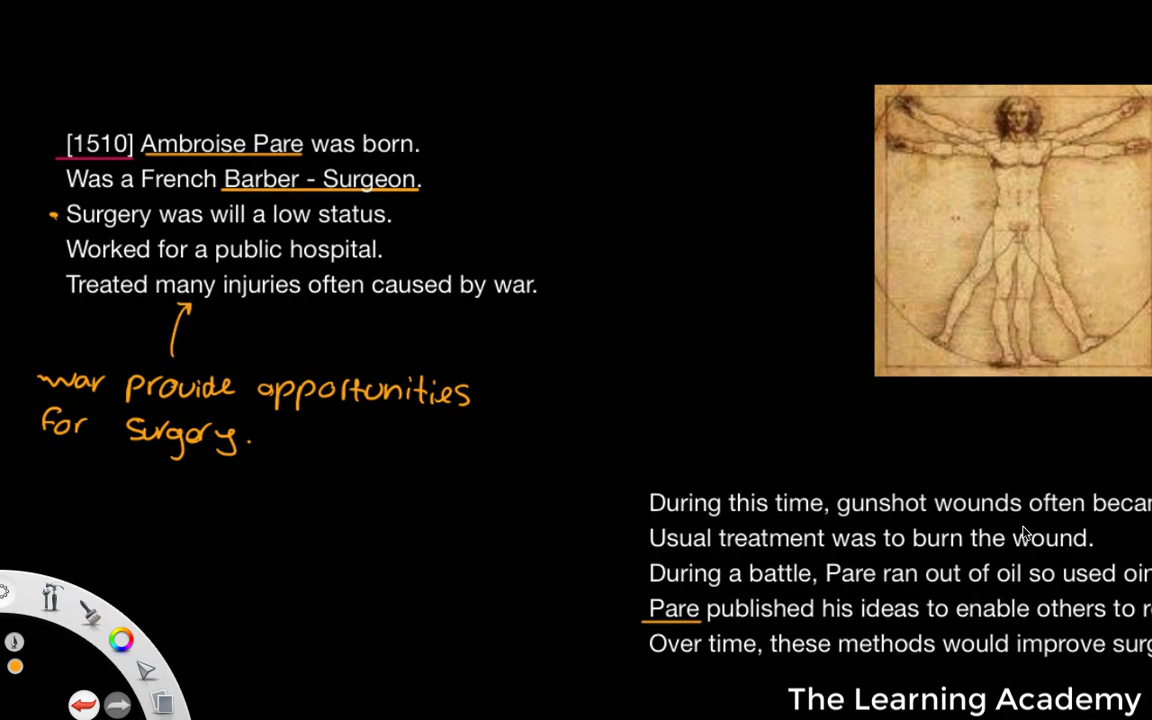 [1510] Ambroise Pare was born.
Was a French Barber - Surgeon.
Surgery was will a low status.
Worked for a public hospital.
Treated many injuries often caused by war.
war provide opportunities
for surgery.
During this time, gunshot wounds often
Usual treatment was to burn the wound.
During a battle, Pare ran out of oil so used
Pare published his ideas to enable others to
Over time, these methods would improve
The Learning Academy